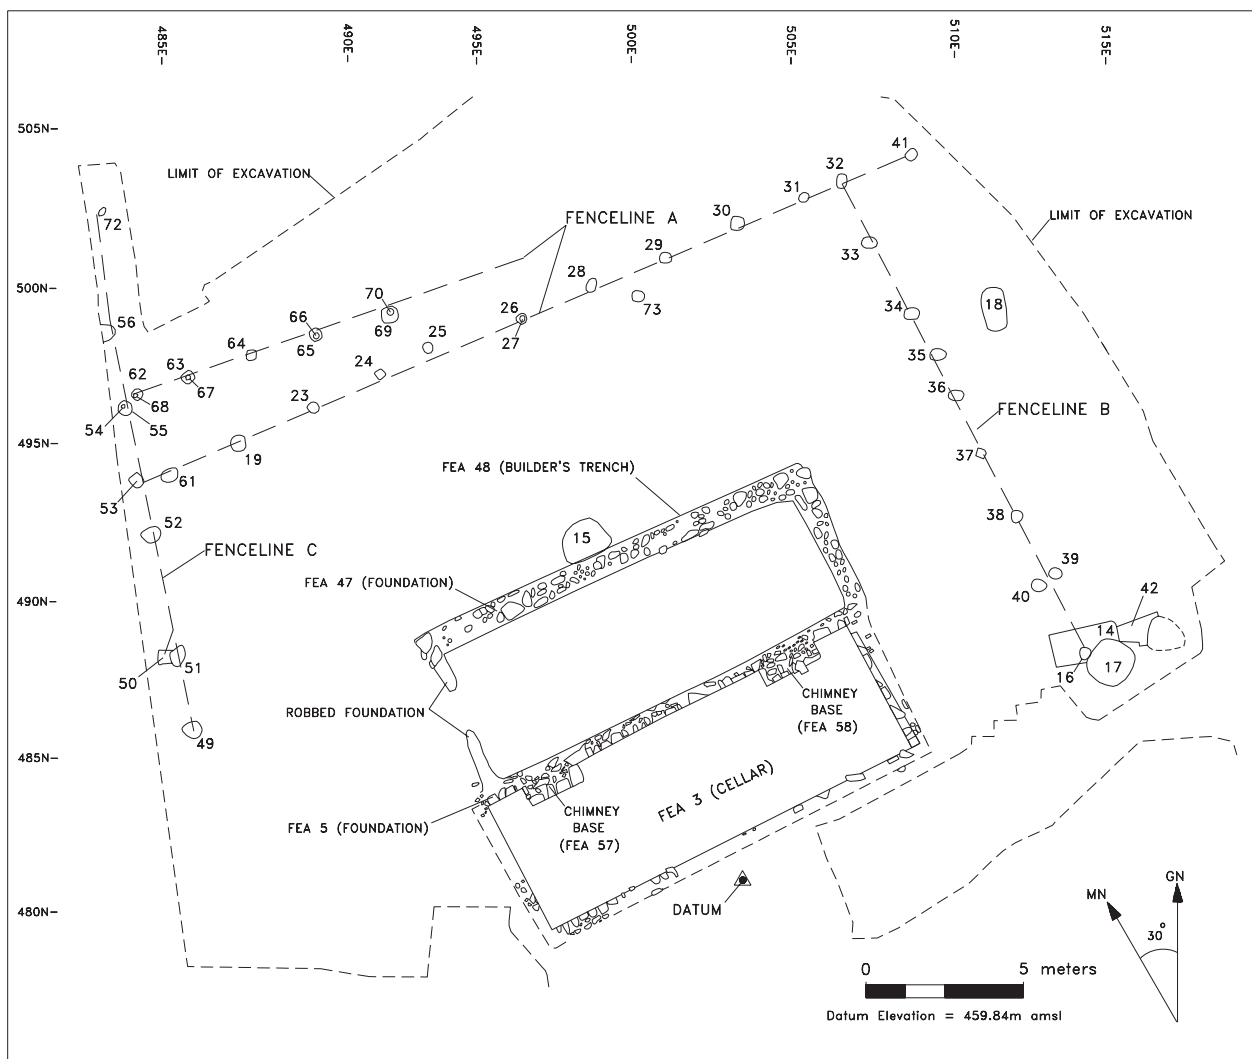 485E-
490E-
495E-
500E-
505E-
510E-
515E-
505N-
41
32
LIMIT OF EXCAVATION
31
30
72
FENCELINE A
LIMIT OF EXCAVATION
29
33
28
500N-
70
18
73
56
66
69
26
34
64
65
25
27
63
35
62
24
67
36
68
23
54
55
FENCELINE B
495N-
19
37
FEA 48 (BUILDER'S TRENCH)
61
53
52
38
15
FENCELINE C
39
FEA 47 (FOUNDATION)
40
42
490N-
14
51
16
17
50
CHIMNEY
BASE
(FEA 58)
ROBBED FOUNDATION
49
485N-
FEA 3 (CELLAR)
CHIMNEY
BASE
(FEA 57)
FEA 5 (FOUNDATION)
GN
MN
DATUM
480N-
30°
0 5 meters
Datum Elevation = 459.84m amsl